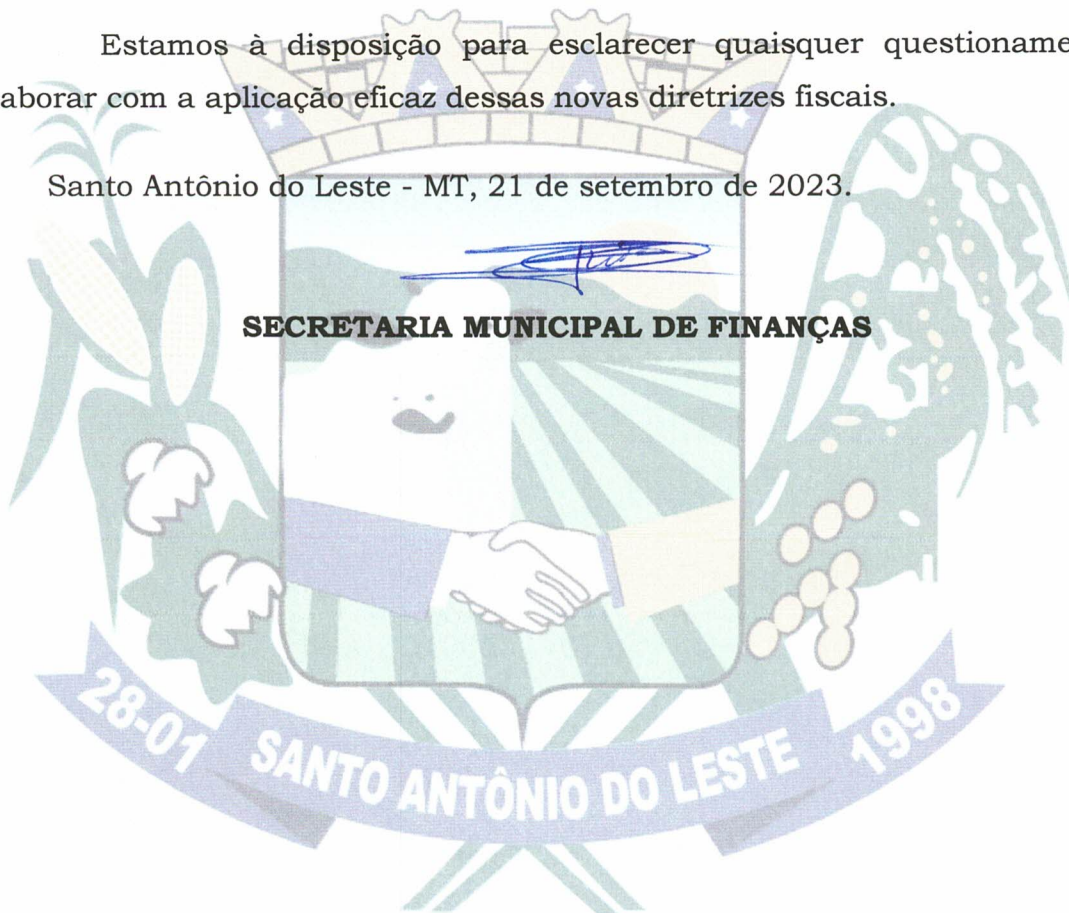 Estamos à disposição para esclarecer quaisquer questioname
aborar com a aplicação eficaz dessas novas diretrizes fiscais.
Santo Antônio do Leste - MT, 21 de setembro de 2023.
SECRETARIA MUNICIPAL DE FINANÇAS
28-01 SANTO ANTÔNIO DO LESTE 1998